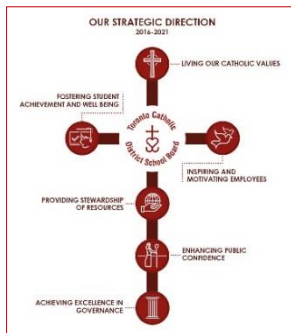 OUR STRATEGIC DIRECTION
2016-2021
LIVING OUR CATHOLIC VALUES
FOSTERING STUDENT
ACHIEVEMENT AND WELL BEING
Toronto Catholic
District School Board
INSPIRING AND
MOTIVATING EMPLOYEES
PROVIDING STEWARDSHIP
OF RESOURCES
ENHANCING PUBLIC
CONFIDENCE
ACHIEVING EXCELLENCE IN
GOVERNANCE